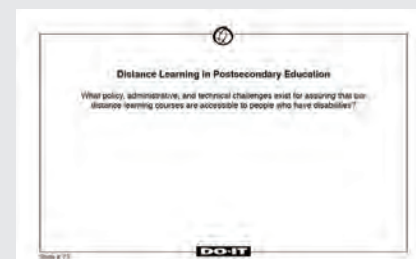 Distance Learning in Postsecondary Education
What policy, administrative, and technical challenges exist for assuring that our
distance learning courses are accessible to people who have disabilities?
DO-IT